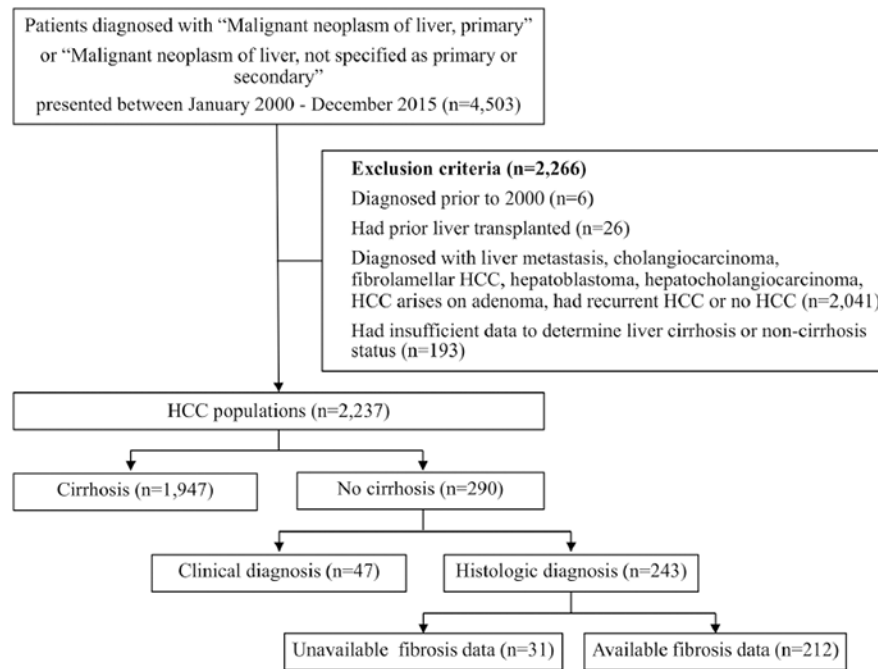 Patients diagnosed with “Malignant neoplasm of liver, primary”
or “Malignant neoplasm of liver, not specified as primary or
secondary”
presented between January 2000 - December 2015 (n=4,503)
Exclusion criteria (n=2,266)
Diagnosed prior to 2000 (n=6)
Had prior liver transplanted (n=26)
Diagnosed with liver metastasis, cholangiocarcinoma,
fibrolamellar HCC, hepatoblastoma, hepatocholangiocarcinoma,
HCC arises on adenoma, had recurrent HCC or no HCC (n=2,041)
Had insufficient data to determine liver cirrhosis or non-cirrhosis
status (n=193)
HCC populations (n=2,237)
Cirrhosis (n=1,947)
No cirrhosis (n=290)
Clinical diagnosis (n=47)
Histologic diagnosis (n=243)
Unavailable fibrosis data (n=31)
Available fibrosis data (n=212)